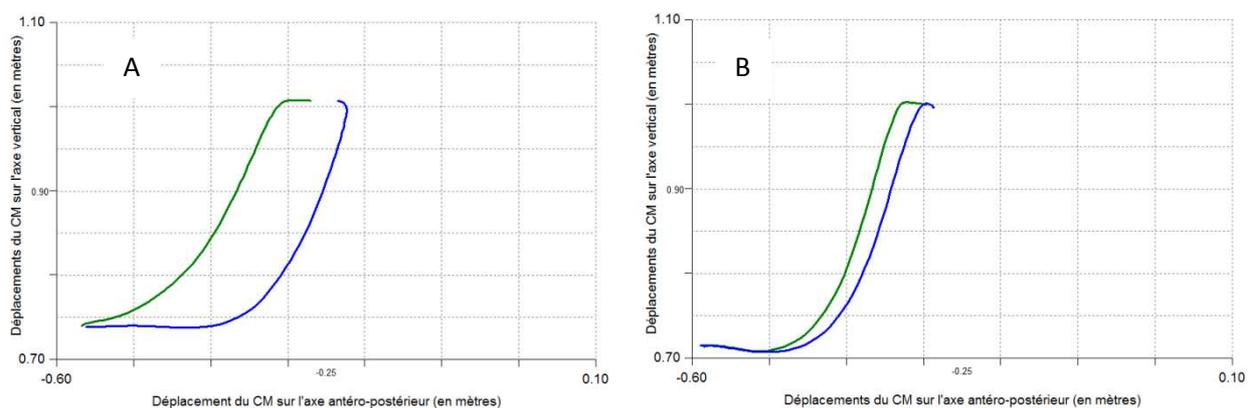 A
1.10
0.90
0.70
-0.60
-0.25
0.10
Déplacements du CM sur l'axe vertical (en mètres)
Déplacement du CM sur l'axe antéro-postérieur (en mètres)
B
1.10
0.90
0.70
-0.60
-0.25
0.10
Déplacements du CM sur l'axe vertical (en mètres)
Déplacement du CM sur l'axe antéro-postérieur (en mètres)